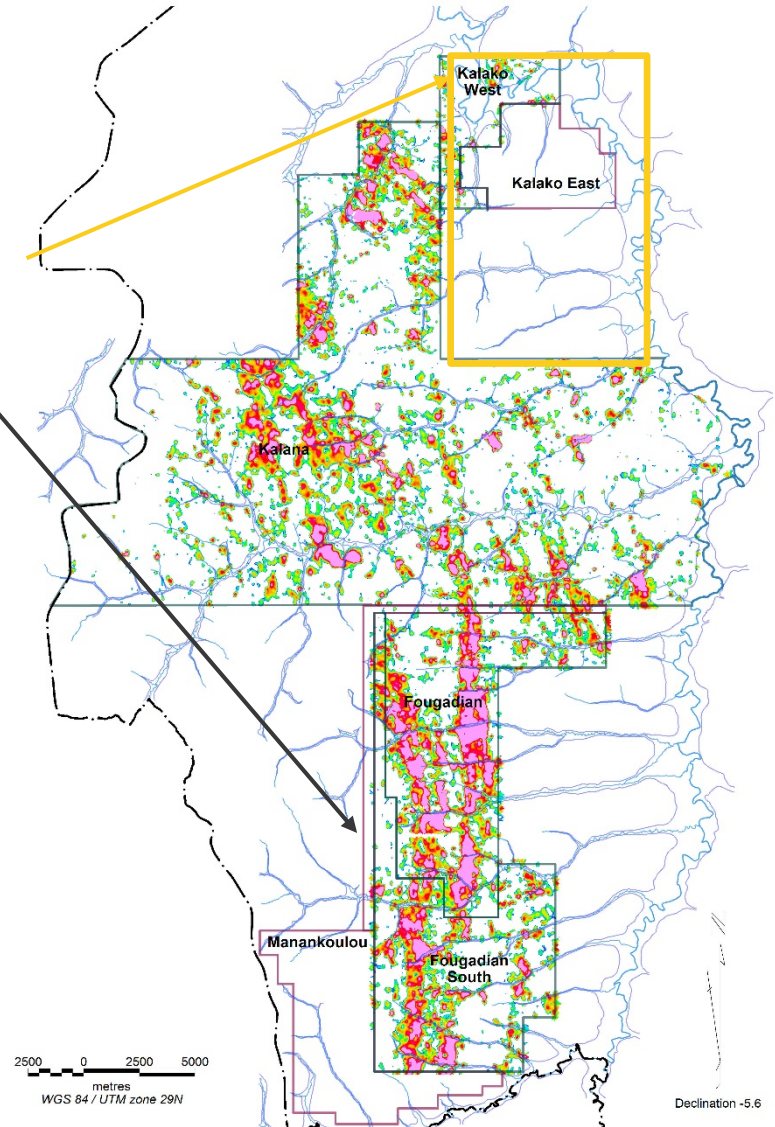 Kalako
West
Kalako East
Kalana
Fougadian
Manankoulou
Fougadian
South
2500 0 2500 5000
metres
WGS 84 / UTM zone 29N
Declination -5.6